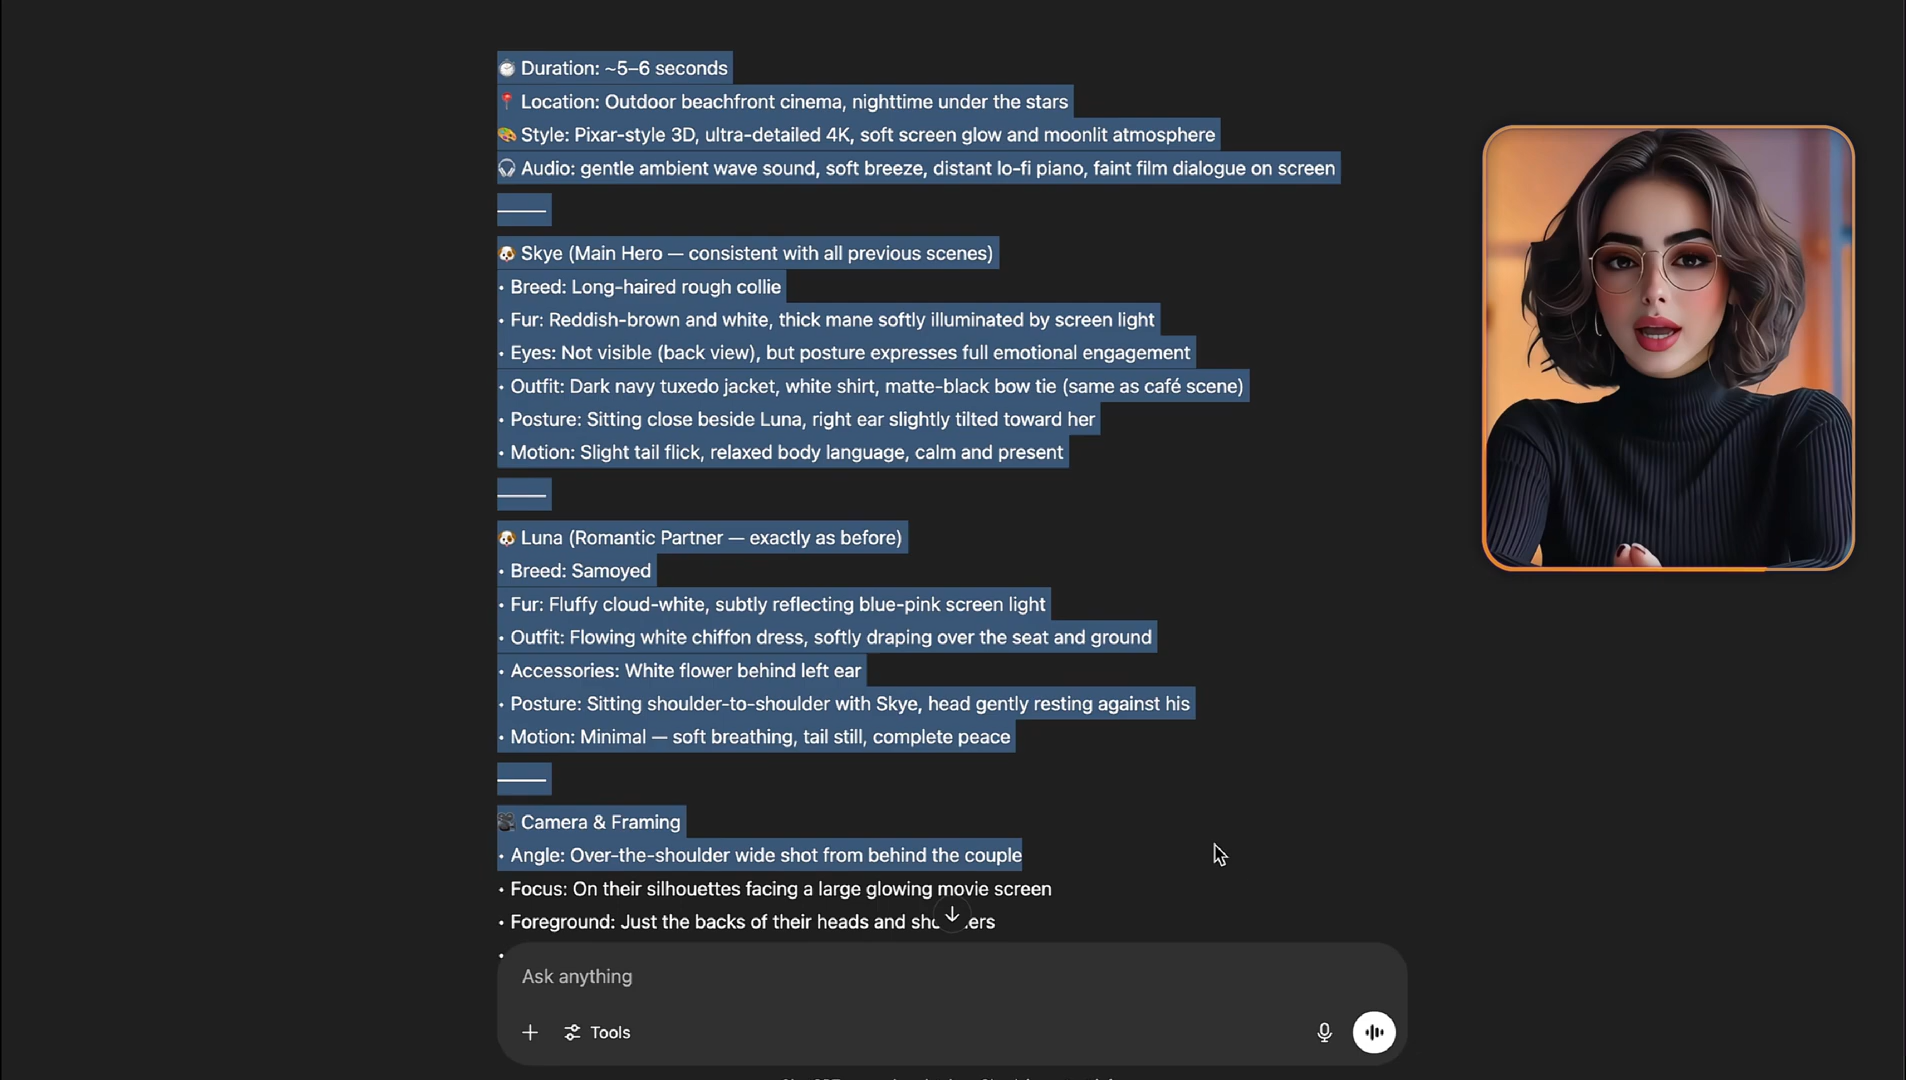 ⏱️ Duration: ~5–6 seconds
📍 Location: Outdoor beachfront cinema, nighttime under the stars
🎨 Style: Pixar-style 3D, ultra-detailed 4K, soft screen glow and moonlit atmosphere
🎧 Audio: gentle ambient wave sound, soft breeze, distant lo-fi piano, faint film dialogue on screen
⸻
🐶 Skye (Main Hero — consistent with all previous scenes)
• Breed: Long-haired rough collie
• Fur: Reddish-brown and white, thick mane softly illuminated by screen light
• Eyes: Not visible (back view), but posture expresses full emotional engagement
• Outfit: Dark navy tuxedo jacket, white shirt, matte-black bow tie (same as café scene)
• Posture: Sitting close beside Luna, right ear slightly tilted toward her
• Motion: Slight tail flick, relaxed body language, calm and present
⸻
🐶 Luna (Romantic Partner — exactly as before)
• Breed: Samoyed
• Fur: Fluffy cloud-white, subtly reflecting blue-pink screen light
• Outfit: Flowing white chiffon dress, softly draping over the seat and ground
• Accessories: White flower behind left ear
• Posture: Sitting shoulder-to-shoulder with Skye, head gently resting against his
• Motion: Minimal — soft breathing, tail still, complete peace
⸻
🎥 Camera & Framing
• Angle: Over-the-shoulder wide shot from behind the couple
• Focus: On their silhouettes facing a large glowing movie screen
• Foreground: Just the backs of their heads and
Ask anything
Tools